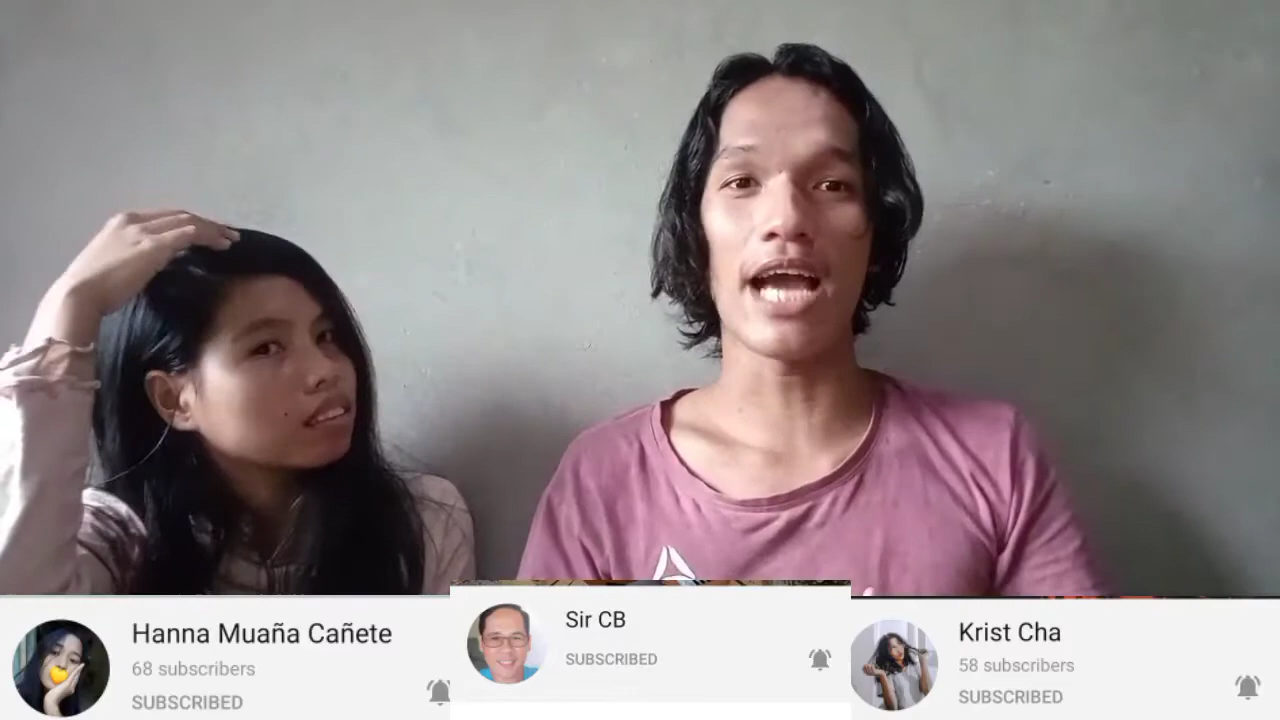 Hanna Muaña Cañete
68 subscribers
SUBSCRIBED
Sir CB
SUBSCRIBED
Krist Cha
58 subscribers
SUBSCRIBED